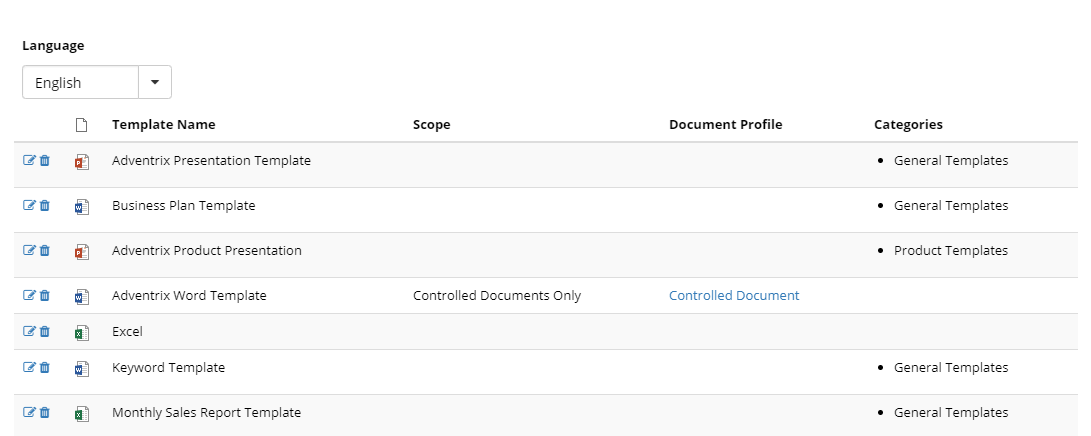 Language
English
Template Name Scope Document Profile Categories
Adventrix Presentation Template • General Templates
Business Plan Template • General Templates
Adventrix Product Presentation • Product Templates
Adventrix Word Template Controlled Documents Only Controlled Document
Excel
Keyword Template • General Templates
Monthly Sales Report Template • General Templates